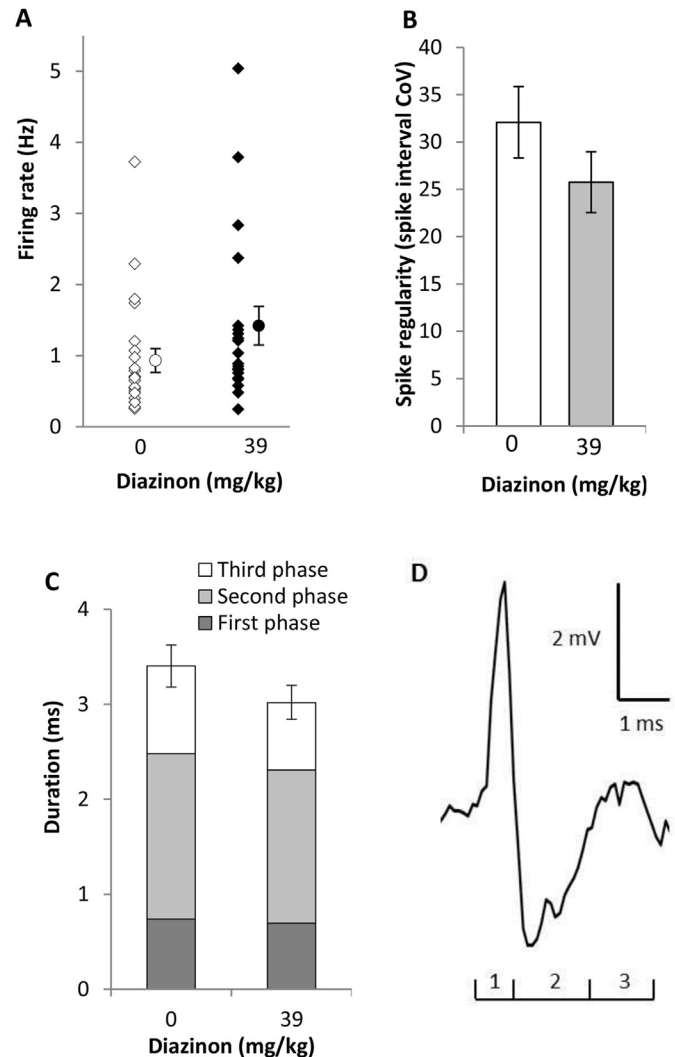 A
Firing rate (Hz)
5
4
3
2
1
0
0 39
Diazinon (mg/kg)
B
Spike regularity (spike interval CoV)
40
35
30
25
20
15
10
5
0
0 39
Diazinon (mg/kg)
C
Third phase
Second phase
First phase
Duration (ms)
4
3
2
1
0
0 39
Diazinon (mg/kg)
D
2 mV
1 ms
1 2 3